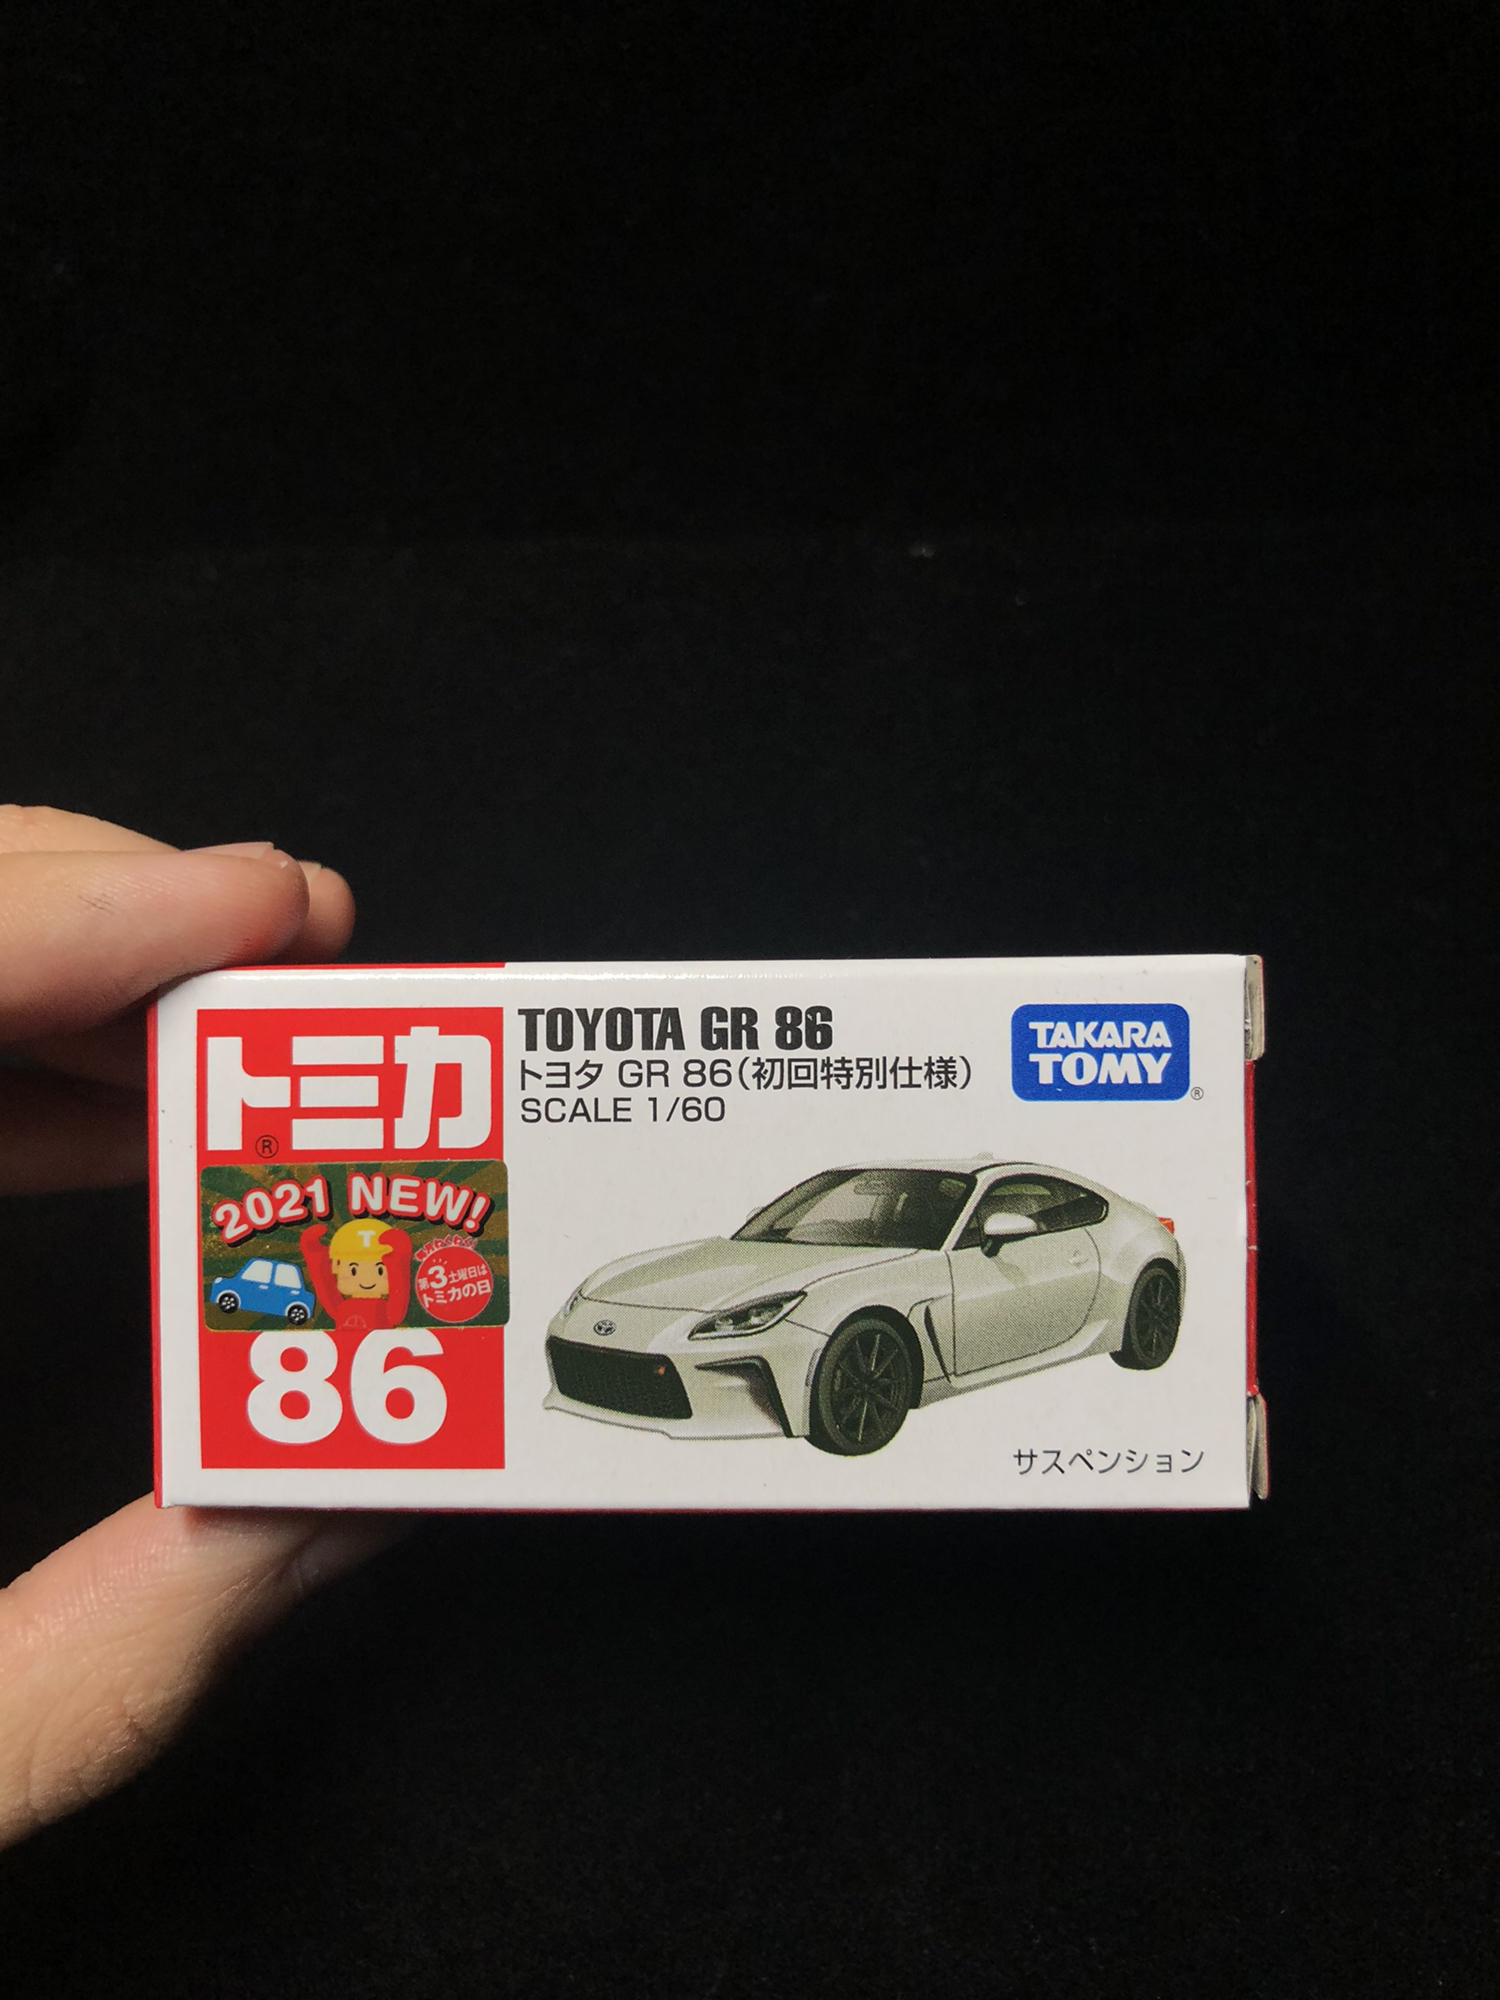 トミカ
®
TOYOTA GR 86
トヨタ GR 86(初回特別仕様)
SCALE 1/60
TAKARA
TOMY
®
2021 NEW!
T
第3土曜日は
トミカの日
86
サスペンション